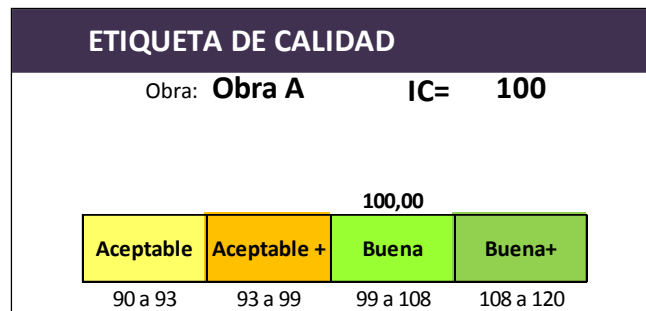 ETIQUETA DE CALIDAD
Obra: Obra A IC= 100
100,00
Aceptable Aceptable + Buena Buena+
90 a 93 93 a 99 99 a 108 108 a 120